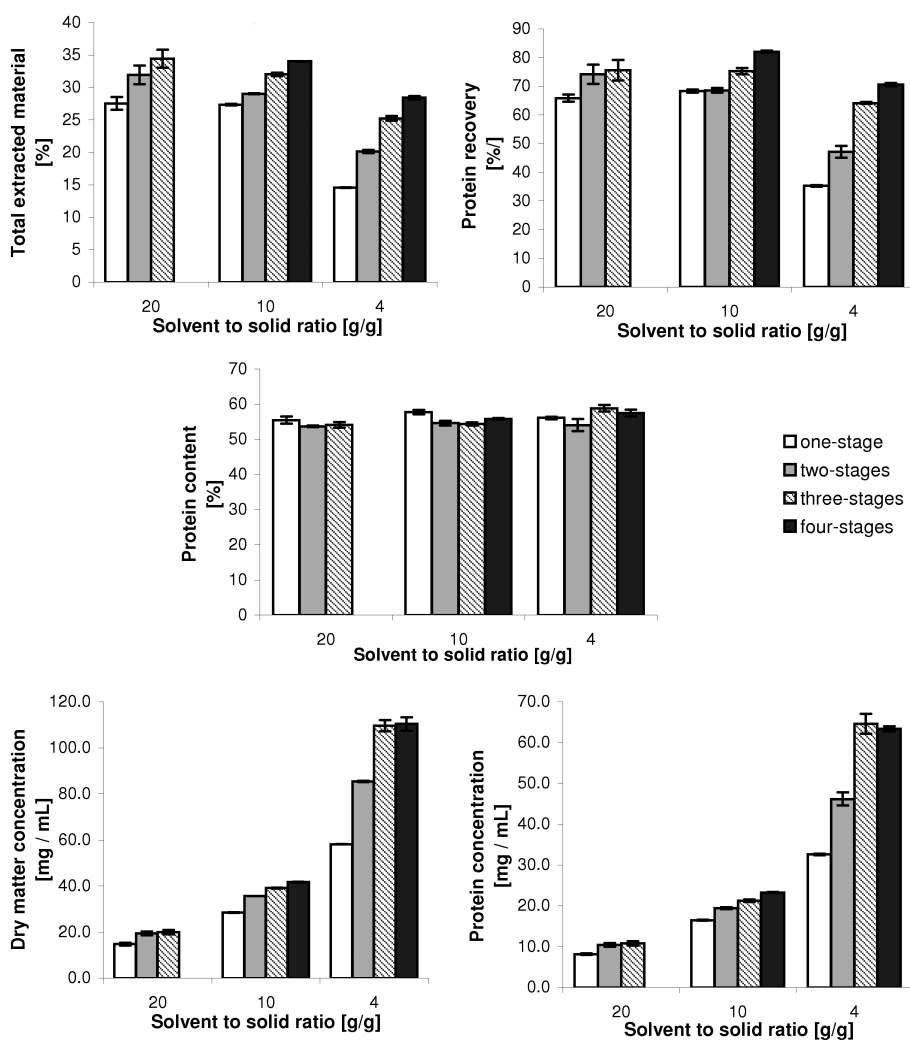 Total extracted material
[%]
40
35
30
25
20
15
10
5
0
20 10 4
Solvent to solid ratio [g/g]
Protein recovery
[%/]
90
80
70
60
50
40
30
20
10
0
20 10 4
Solvent to solid ratio [g/g]
Protein content
[%]
70
60
50
40
30
20
10
0
20 10 4
Solvent to solid ratio [g/g]
one-stage
two-stages
three-stages
four-stages
Dry matter concentration
[mg / mL]
120.0
100.0
80.0
60.0
40.0
20.0
0.0
20 10 4
Solvent to solid ratio [g/g]
Protein concentration
[mg / mL]
70.0
60.0
50.0
40.0
30.0
20.0
10.0
0.0
20 10 4
Solvent to solid ratio [g/g]